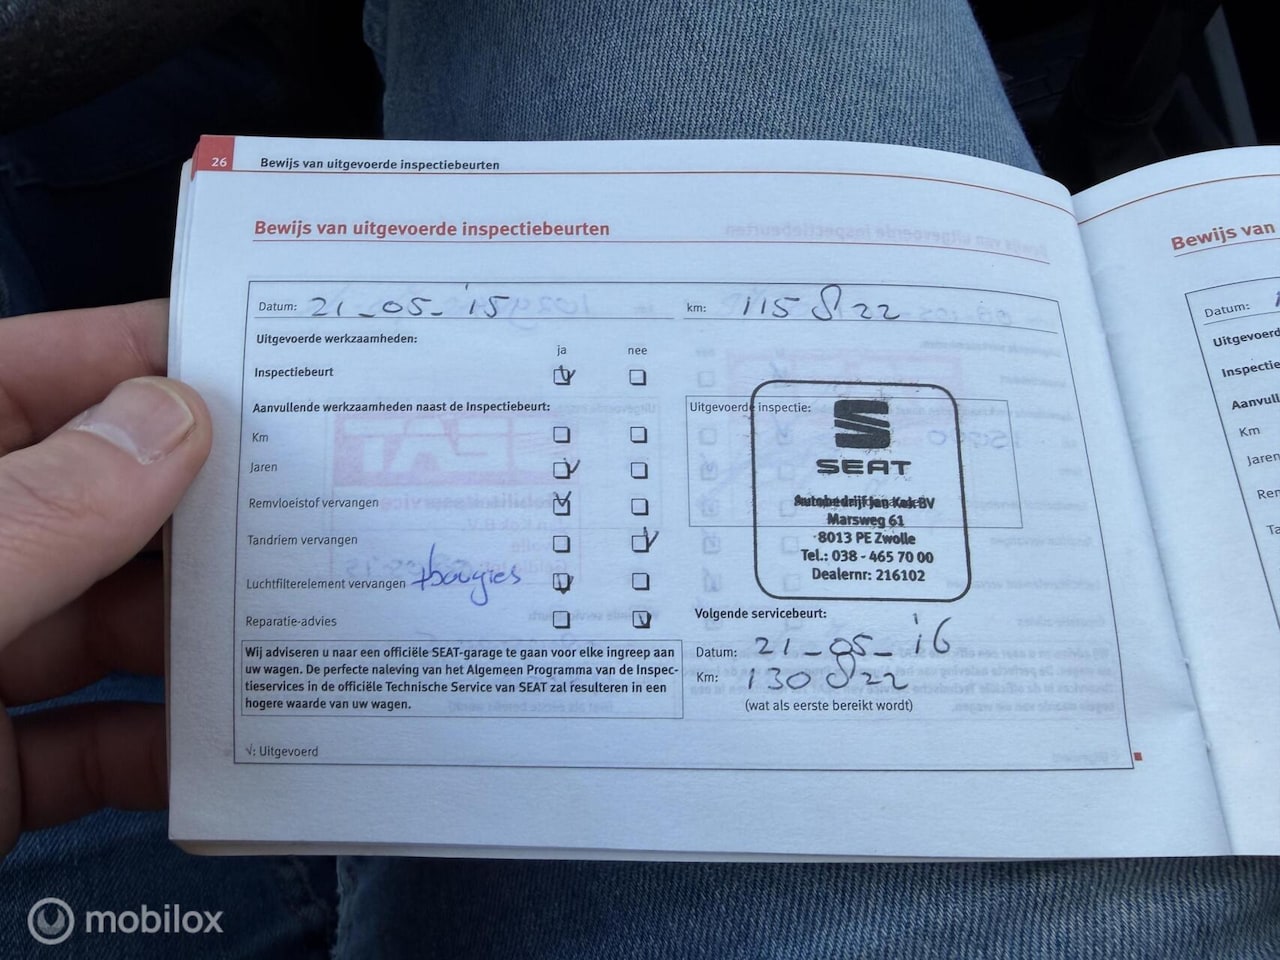 26 Bewijs van uitgevoerde inspectiebeurten
Bewijs van uitgevoerde inspectiebeurten
Datum: 21-05-'15 km: 115822
Uitgevoerde werkzaamheden:
ja nee
Inspectiebeurt
Aanvullende werkzaamheden naast de Inspectiebeurt:
Km
Jaren
Remvloeistof vervangen
Tandriem vervangen
Luchtfilterelement vervangen +bougies
Reparatie-advies
Wij adviseren u naar een officiële SEAT-garage te gaan voor elke ingreep aan
uw wagen. De perfecte naleving van het Algemeen Programma van de Inspec-
tieservices in de officiële Technische Service van SEAT zal resulteren in een
hogere waarde van uw wagen.
√: Uitgevoerd
Uitgevoerde inspectie:
SEAT
Autobedrijf Jan Kok BV
Marsweg 61
8013 PE Zwolle
Tel.: 038 - 465 70 00
Dealernr: 216102
Volgende servicebeurt:
Datum: 21-05-'16
Km: 130822
(wat als eerste bereikt wordt)
Bewijs van
Datum:
Uitgevoerd
Inspectie
Aanvull
Km
Jaren
Rem
Ta
mobilox